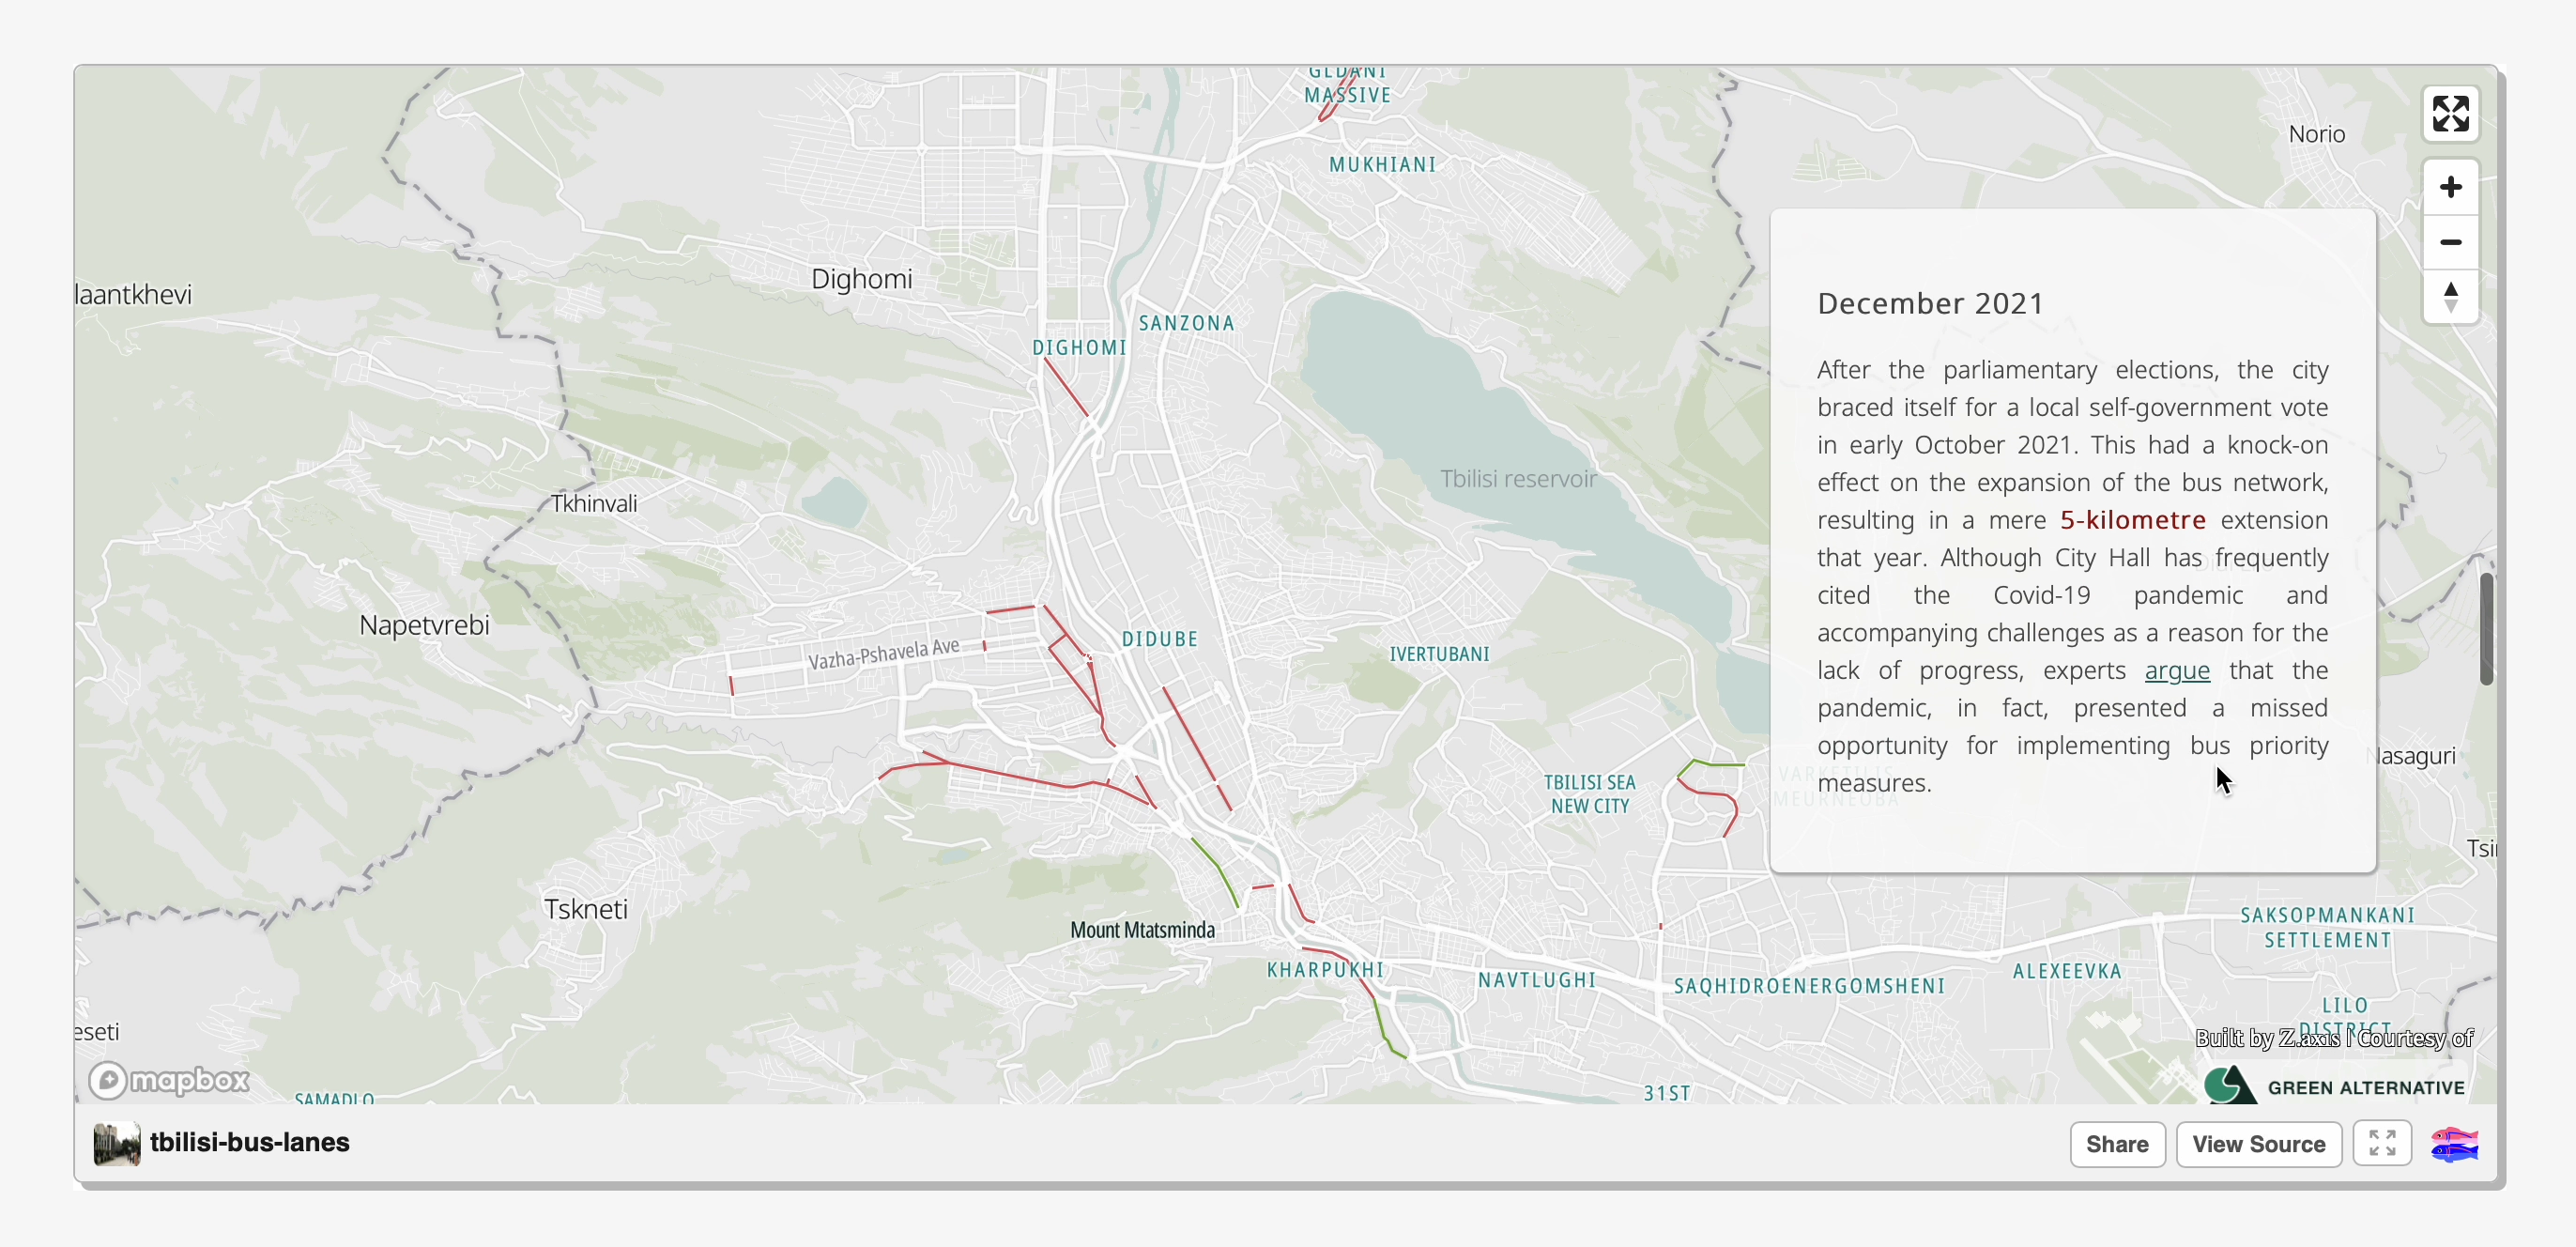 GLDANI
MASSIVE
MUKHIANI
Norio
Dighomi
laantkhevi
SANZONA
DIGHOMI
Tbilisi reservoir
Tkhinvali
Napetvrebi
Vazha-Pshavela Ave
DIDUBE
IVERTUBANI
December 2021
After the parliamentary elections, the city
braced itself for a local self-government vote
in early October 2021. This had a knock-on
effect on the expansion of the bus network,
resulting in a mere 5-kilometre extension
that year. Although City Hall has frequently
cited the Covid-19 pandemic and
accompanying challenges as a reason for the
lack of progress, experts argue that the
pandemic, in fact, presented a missed
opportunity for implementing bus priority
measures.
Nasaguri
TBILISI SEA
NEW CITY
VARKETILIS
MEURNEOBA
Tsi
Tskneti
Mount Mtatsminda
KHARPUKHI
NAVTLUGHI
SAQHIDROENERGOMSHENI
ALEXEEVKA
SAKSOPMANKANI
SETTLEMENT
LILO
DISTRICT
eseti
SAMADLO
31ST
mapbox
Built by Z.axis | Courtesy of
GREEN ALTERNATIVE
tbilisi-bus-lanes
Share
View Source